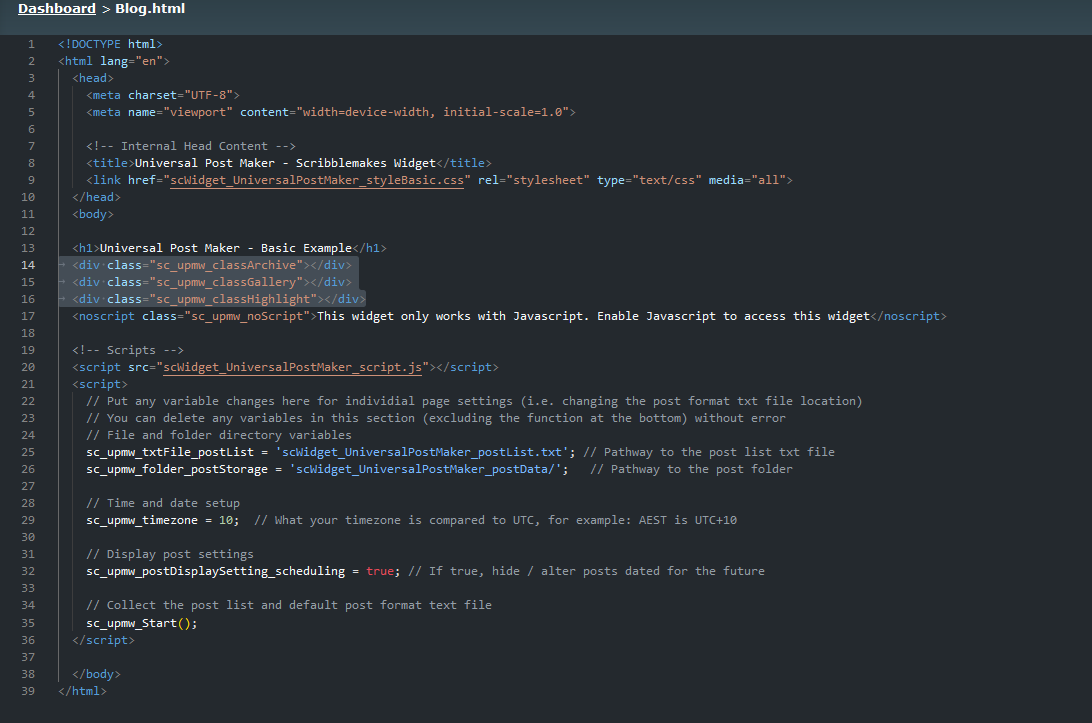 Dashboard > Blog.html
1 <!DOCTYPE html>
2 <html lang="en">
3 <head>
4 <meta charset="UTF-8">
5 <meta name="viewport" content="width=device-width, initial-scale=1.0">
6
7 <!-- Internal Head Content -->
8 <title>Universal Post Maker - Scribblemakes Widget</title>
9 <link href="scWidget_UniversalPostMaker_styleBasic.css" rel="stylesheet" type="text/css" media="all">
10 </head>
11 <body>
12
13 <h1>Universal Post Maker - Basic Example</h1>
14 <div class="sc_upmw_classArchive"></div>
15 <div class="sc_upmw_classGallery"></div>
16 <div class="sc_upmw_classHighlight"></div>
17 <noscript class="sc_upmw_noScript">This widget only works with Javascript. Enable Javascript to access this widget</noscript>
18
19 <!-- Scripts -->
20 <script src="scWidget_UniversalPostMaker_script.js"></script>
21 <script>
22 // Put any variable changes here for individial page settings (i.e. changing the post format txt file location)
23 // You can delete any variables in this section (excluding the function at the bottom) without error
24 // File and folder directory variables
25 sc_upmw_txtFile_postList = 'scWidget_UniversalPostMaker_postList.txt'; // Pathway to the post list txt file
26 sc_upmw_folder_postStorage = 'scWidget_UniversalPostMaker_postData/'; // Pathway to the post folder
27
28 // Time and date setup
29 sc_upmw_timezone = 10; // What your timezone is compared to UTC, for example: AEST is UTC+10
30
31 // Display post settings
32 sc_upmw_postDisplaySetting_scheduling = true; // If true, hide / alter posts dated for the future
33
34 // Collect the post list and default post format text file
35 sc_upmw_Start();
36 </script>
37
38 </body>
39 </html>